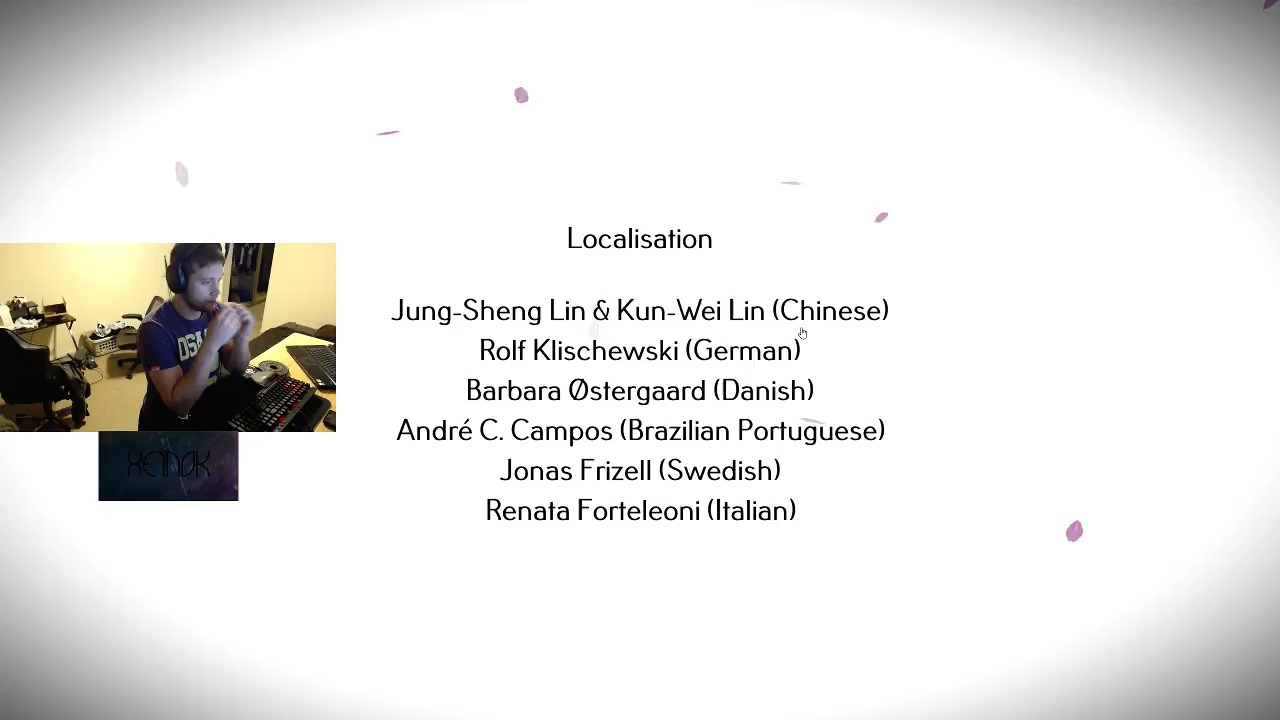 Localisation
Jung-Sheng Lin & Kun-Wei Lin (Chinese)
Rolf Klischewski (German)
Barbara Østergaard (Danish)
André C. Campos (Brazilian Portuguese)
Jonas Frizell (Swedish)
Renata Forteleoni (Italian)